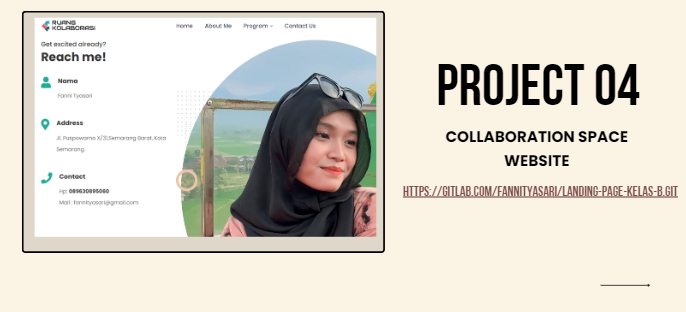 RUANG
KOLABORASI
Home About Me Program Contact Us
Get excited already?
Reach me!
Name
Fanni Tyasari
Address
Jl. Puspowarno X/31,Semarang Barat, Kota
Semarang.
Contact
Hp: 089630895060
Mail : fannityasari@gmail.com
PROJECT 04
COLLABORATION SPACE
WEBSITE
HTTPS://GITLAB.COM/FANNITYASARI/LANDING-PAGE-KELAS-B.GIT